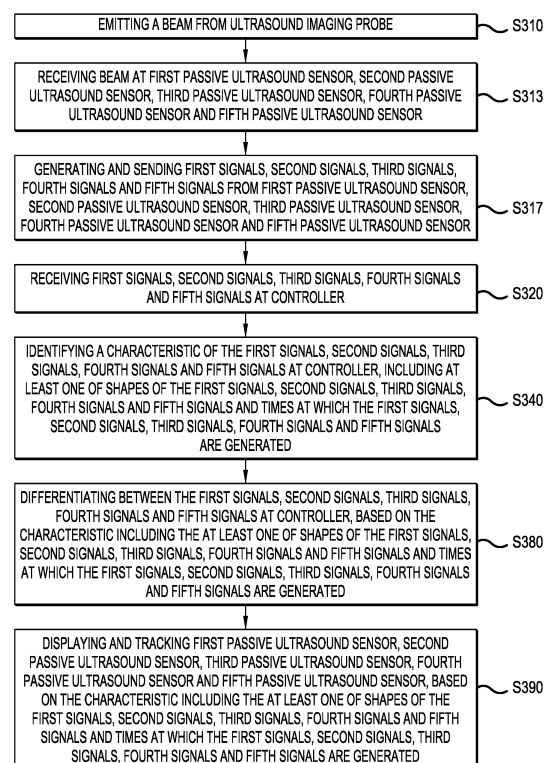 EMITTING A BEAM FROM ULTRASOUND IMAGING PROBE
S310
RECEIVING BEAM AT FIRST PASSIVE ULTRASOUND SENSOR, SECOND PASSIVE
ULTRASOUND SENSOR, THIRD PASSIVE ULTRASOUND SENSOR, FOURTH PASSIVE
ULTRASOUND SENSOR AND FIFTH PASSIVE ULTRASOUND SENSOR
S313
GENERATING AND SENDING FIRST SIGNALS, SECOND SIGNALS, THIRD SIGNALS,
FOURTH SIGNALS AND FIFTH SIGNALS FROM FIRST PASSIVE ULTRASOUND SENSOR,
SECOND PASSIVE ULTRASOUND SENSOR, THIRD PASSIVE ULTRASOUND SENSOR,
FOURTH PASSIVE ULTRASOUND SENSOR AND FIFTH PASSIVE ULTRASOUND SENSOR
S317
RECEIVING FIRST SIGNALS, SECOND SIGNALS, THIRD SIGNALS, FOURTH SIGNALS
AND FIFTH SIGNALS AT CONTROLLER
S320
IDENTIFYING A CHARACTERISTIC OF THE FIRST SIGNALS, SECOND SIGNALS, THIRD
SIGNALS, FOURTH SIGNALS AND FIFTH SIGNALS AT CONTROLLER, INCLUDING AT
LEAST ONE OF SHAPES OF THE FIRST SIGNALS, SECOND SIGNALS, THIRD SIGNALS,
FOURTH SIGNALS AND FIFTH SIGNALS AND TIMES AT WHICH THE FIRST SIGNALS,
SECOND SIGNALS, THIRD SIGNALS, FOURTH SIGNALS AND FIFTH SIGNALS
ARE GENERATED
S340
DIFFERENTIATING BETWEEN THE FIRST SIGNALS, SECOND SIGNALS, THIRD SIGNALS,
FOURTH SIGNALS AND FIFTH SIGNALS AT CONTROLLER, BASED ON THE
CHARACTERISTIC INCLUDING THE AT LEAST ONE OF SHAPES OF THE FIRST SIGNALS,
SECOND SIGNALS, THIRD SIGNALS, FOURTH SIGNALS AND FIFTH SIGNALS AND TIMES
AT WHICH THE FIRST SIGNALS, SECOND SIGNALS, THIRD SIGNALS, FOURTH SIGNALS
AND FIFTH SIGNALS ARE GENERATED
S380
DISPLAYING AND TRACKING FIRST PASSIVE ULTRASOUND SENSOR, SECOND
PASSIVE ULTRASOUND SENSOR, THIRD PASSIVE ULTRASOUND SENSOR, FOURTH
PASSIVE ULTRASOUND SENSOR AND FIFTH PASSIVE ULTRASOUND SENSOR, BASED
ON THE CHARACTERISTIC INCLUDING THE AT LEAST ONE OF SHAPES OF THE
FIRST SIGNALS, SECOND SIGNALS, THIRD SIGNALS, FOURTH SIGNALS AND FIFTH
SIGNALS AND TIMES AT WHICH THE FIRST SIGNALS, SECOND SIGNALS, THIRD
SIGNALS, FOURTH SIGNALS AND FIFTH SIGNALS ARE GENERATED
S390